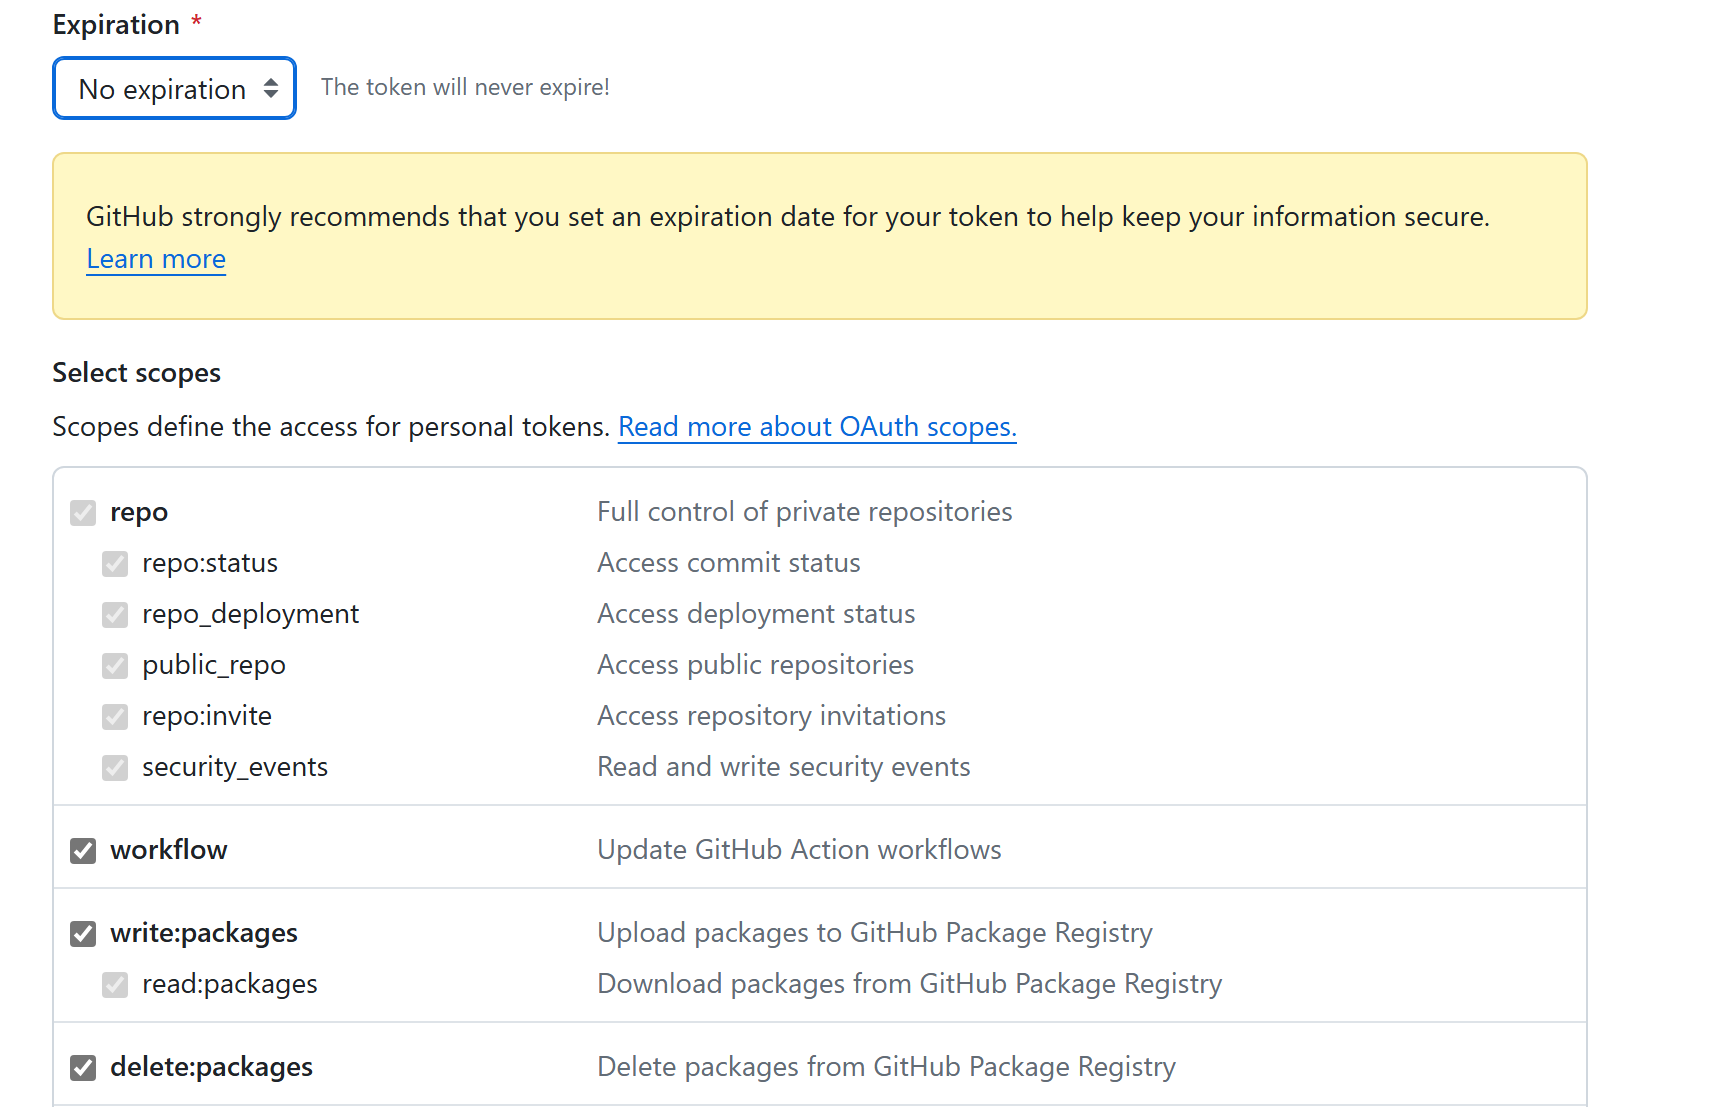 Expiration *
No expiration
The token will never expire!
GitHub strongly recommends that you set an expiration date for your token to help keep your information secure.
Learn more
Select scopes
Scopes define the access for personal tokens. Read more about OAuth scopes.
repo Full control of private repositories
repo:status Access commit status
repo_deployment Access deployment status
public_repo Access public repositories
repo:invite Access repository invitations
security_events Read and write security events
workflow Update GitHub Action workflows
write:packages Upload packages to GitHub Package Registry
read:packages Download packages from GitHub Package Registry
delete:packages Delete packages from GitHub Package Registry